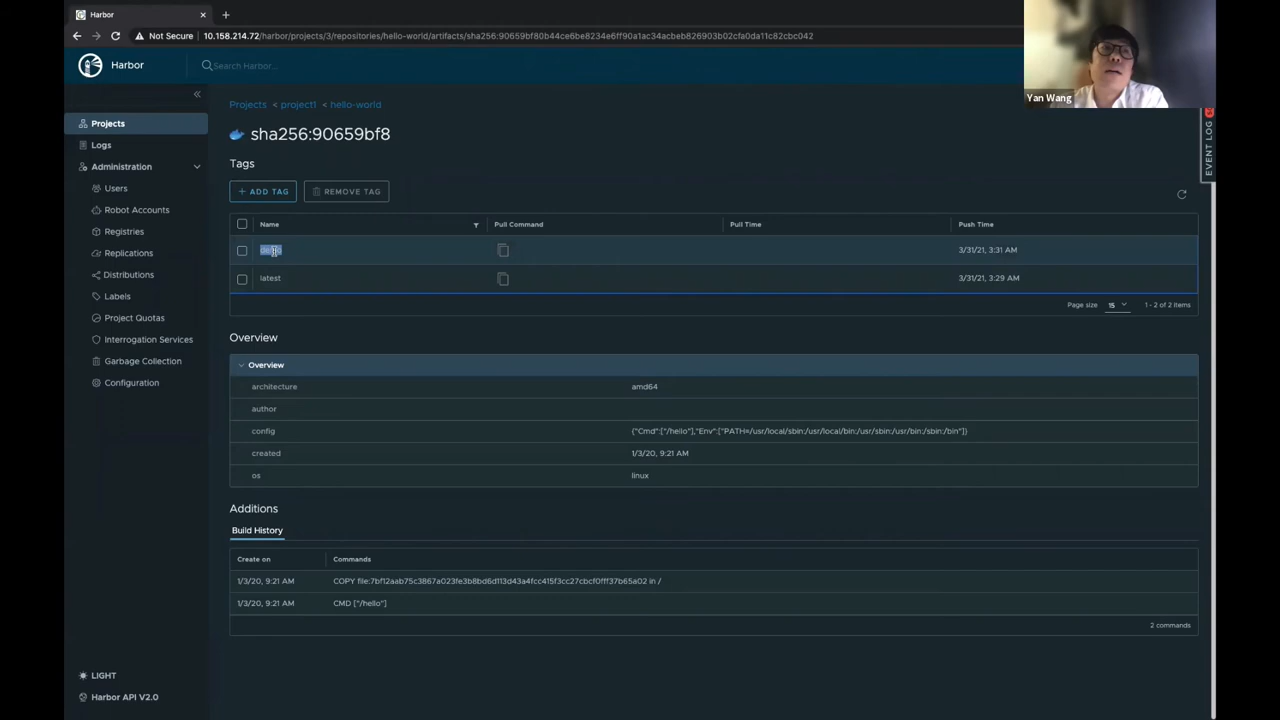 Harbor
Not Secure 10.158.214.72/harbor/projects/3/repositories/hello-world/artifacts/sha256:90659bf80b44ce6be8234e6ff90a1ac34acbeb826903b02cfa0da11c82cbc042
Harbor
Search Harbor...
Yan Wang
EVENT LOG
Projects
Logs
Administration
Users
Robot Accounts
Registries
Replications
Distributions
Labels
Project Quotas
Interrogation Services
Garbage Collection
Configuration
LIGHT
Harbor API V2.0
Projects < project1 < hello-world
sha256:90659bf8
Tags
+ ADD TAG REMOVE TAG
Name Pull Command Pull Time Push Time
demo 3/31/21, 3:31 AM
latest 3/31/21, 3:29 AM
Page size 15 1 - 2 of 2 items
Overview
Overview
architecture amd64
author
config {"Cmd":["/hello"],"Env":["PATH=/usr/local/sbin:/usr/local/bin:/usr/sbin:/usr/bin:/sbin:/bin"]}
created 1/3/20, 9:21 AM
os linux
Additions
Build History
Create on Commands
1/3/20, 9:21 AM COPY file:7bf12aab75c3867a023fe3b8bd6d113d43a4fcc415f3cc27cbcf0fff37b65a02 in /
1/3/20, 9:21 AM CMD ["/hello"]
2 commands